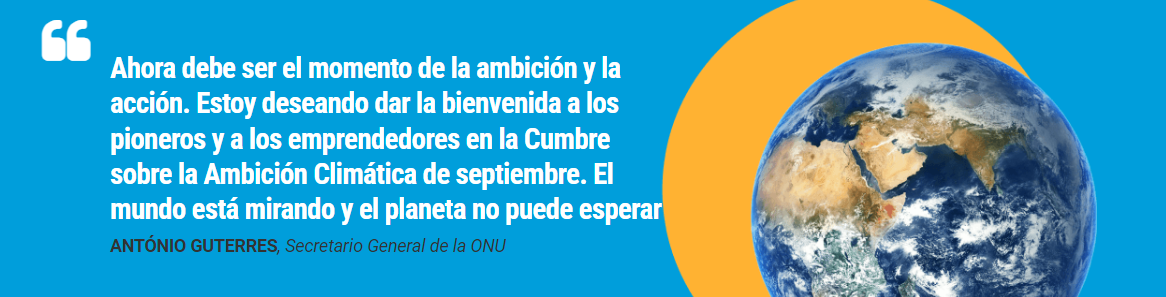 ❝
Ahora debe ser el momento de la ambición y la
acción. Estoy deseando dar la bienvenida a los
pioneros y a los emprendedores en la Cumbre
sobre la Ambición Climática de septiembre. El
mundo está mirando y el planeta no puede esperar
ANTÓNIO GUTERRES, Secretario General de la ONU